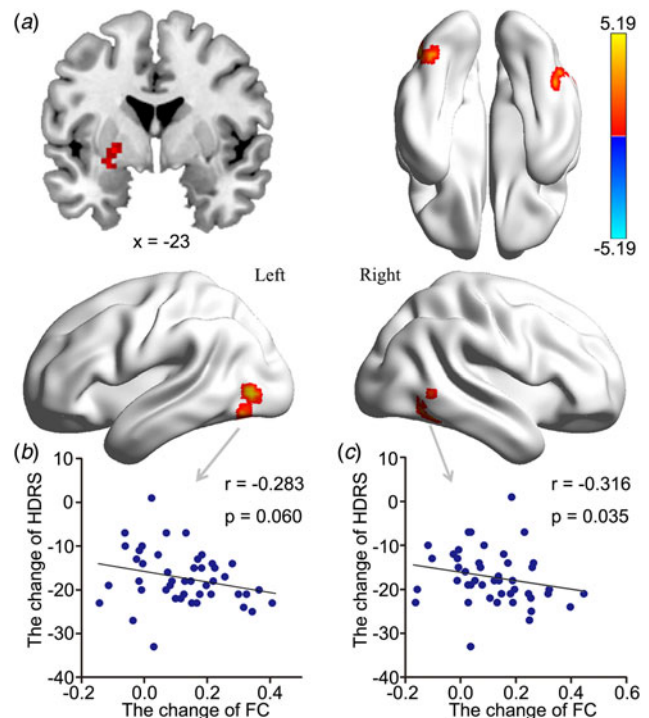 (a)
5.19
-5.19
x = -23
Left
Right
(b)
The change of HDRS
10
0
-10
-20
-30
-40
r = -0.283
p = 0.060
-0.2
0.0
0.2
0.4
The change of FC
(c)
The change of HDRS
10
0
-10
-20
-30
-40
r = -0.316
p = 0.035
-0.2
0.0
0.2
0.4
0.6
The change of FC